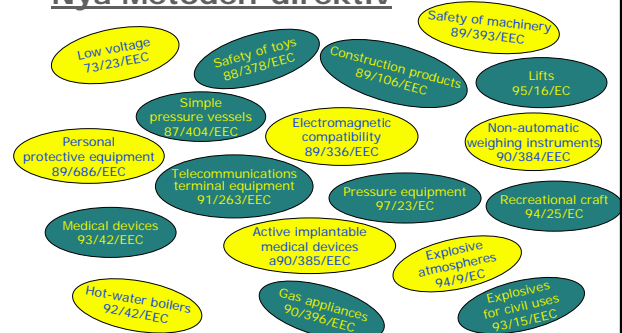 Nya Metoden-direktiv
Low voltage
73/23/EEC
Safety of toys
88/378/EEC
Construction products
89/106/EEC
Safety of machinery
89/393/EEC
Lifts
95/16/EC
Simple
pressure vessels
87/404/EEC
Electromagnetic
compatibility
89/336/EEC
Non-automatic
weighing instruments
90/384/EEC
Personal
protective equipment
89/686/EEC
Telecommunications
terminal equipment
91/263/EEC
Pressure equipment
97/23/EC
Recreational craft
94/25/EC
Medical devices
93/42/EEC
Active implantable
medical devices
a90/385/EEC
Explosive
atmospheres
94/9/EC
Hot-water boilers
92/42/EEC
Gas appliances
90/396/EEC
Explosives
for civil uses
93/15/EEC